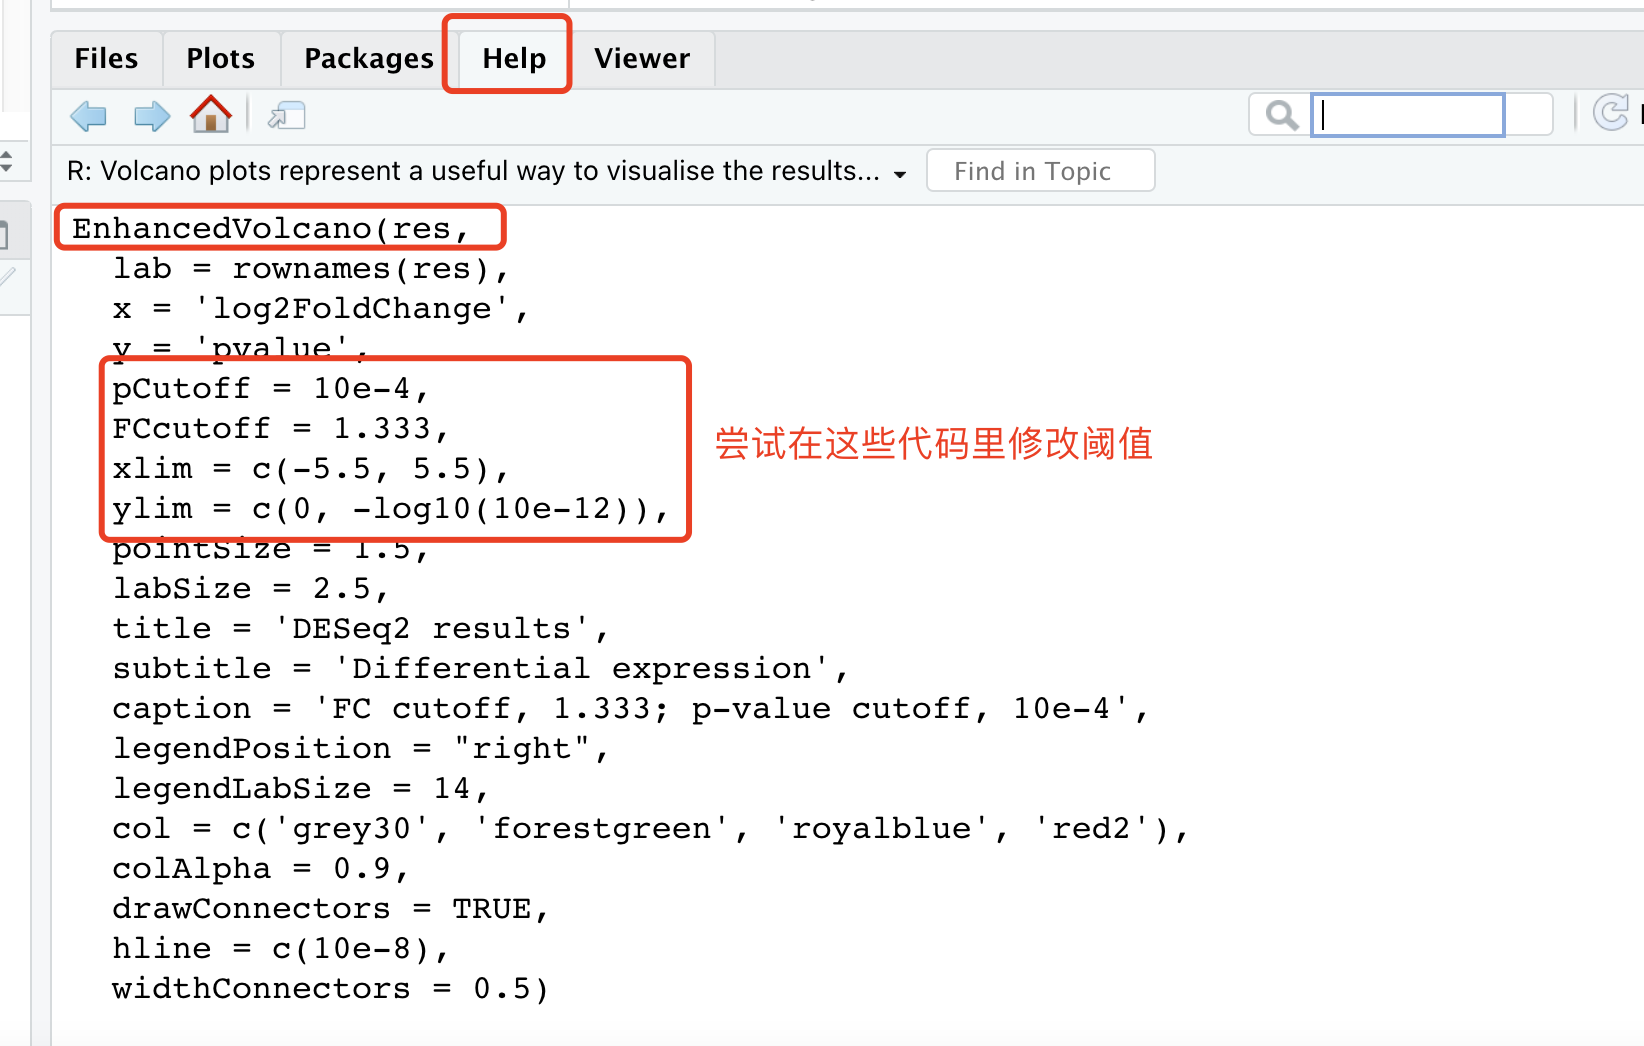 Files Plots Packages Help Viewer
R: Volcano plots represent a useful way to visualise the results... Find in Topic
EnhancedVolcano(res,
lab = rownames(res),
x = 'log2FoldChange',
y = 'pvalue',
pCutoff = 10e-4,
FCcutoff = 1.333,
xlim = c(-5.5, 5.5),
尝试在这些代码里修改阈值
ylim = c(0, -log10(10e-12)),
pointSize = 1.5,
labSize = 2.5,
title = 'DESeq2 results',
subtitle = 'Differential expression',
caption = 'FC cutoff, 1.333; p-value cutoff, 10e-4',
legendPosition = "right",
legendLabSize = 14,
col = c('grey30', 'forestgreen', 'royalblue', 'red2'),
colAlpha = 0.9,
drawConnectors = TRUE,
hline = c(10e-8),
widthConnectors = 0.5)